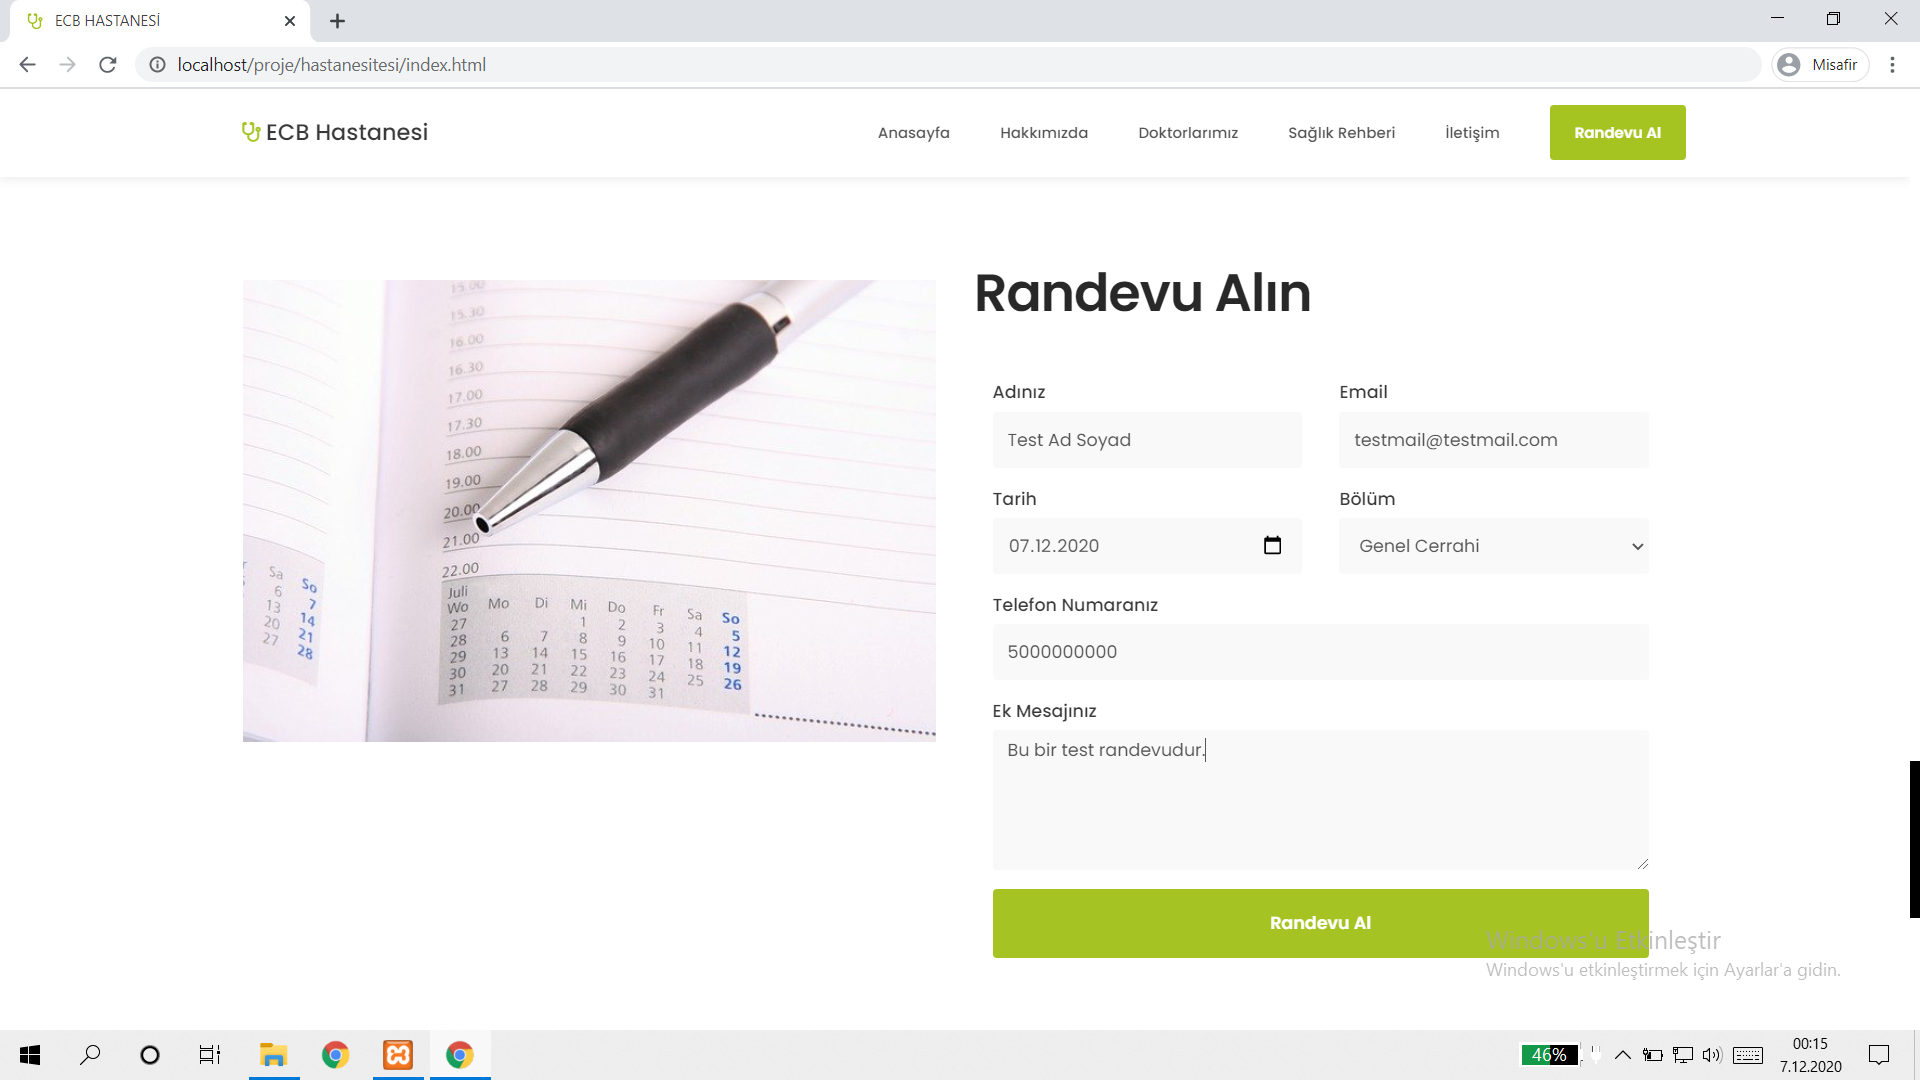 ECB HASTANESİ
localhost/proje/hastanesitesi/index.html
Misafir
ECB Hastanesi
Anasayfa
Hakkımızda
Doktorlarımız
Sağlık Rehberi
İletişim
Randevu Al
15.00
15.30
16.00
16.30
17.00
17.30
18.00
19.00
20.00
21.00
22.00
Sa So
6 7
13 14
20 21
27 28
Juli
Wo Mo Di Mi Do Fr Sa So
27 1 2 3 4 5
28 6 7 8 9 10 11 12
29 13 14 15 16 17 18 19
30 20 21 22 23 24 25 26
31 27 28 29 30 31
Randevu Alın
Adınız
Email
Test Ad Soyad
testmail@testmail.com
Tarih
Bölüm
07.12.2020
Genel Cerrahi
Telefon Numaranız
5000000000
Ek Mesajınız
Bu bir test randevudur.
Randevu Al
Windows'u Etkinleştir
Windows'u etkinleştirmek için Ayarlar'a gidin.
46%
00:15
7.12.2020